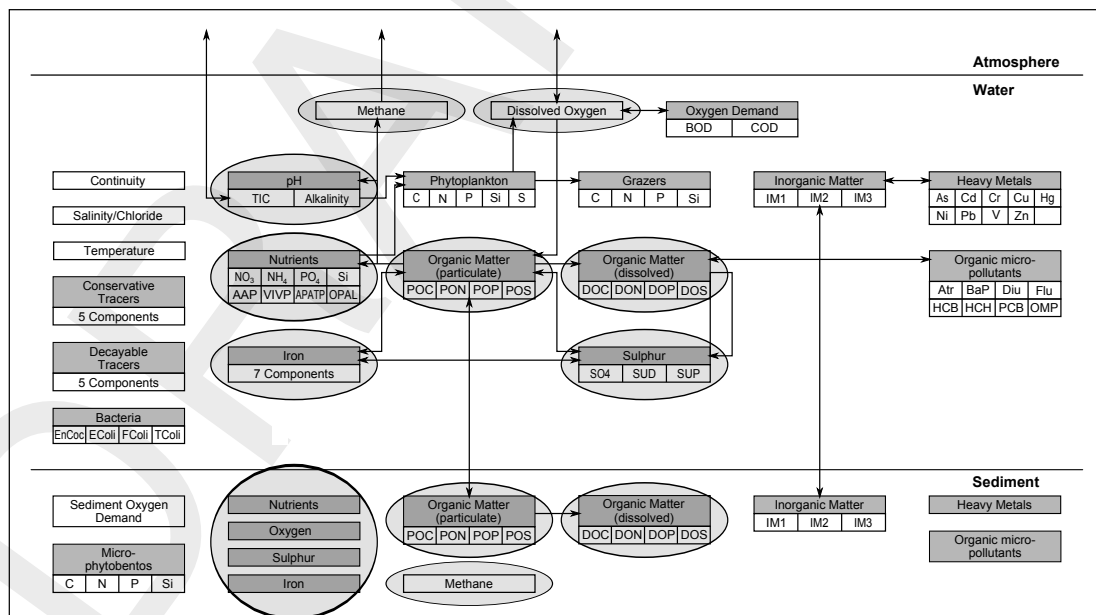 Atmosphere
Water
Methane
Dissolved Oxygen
Oxygen Demand
BOD COD
Continuity
Salinity/Chloride
Temperature
Conservative
Tracers
5 Components
Decayable
Tracers
5 Components
Bacteria
EnCoc EColi FColi TColi
pH
TIC Alkalinity
Phytoplankton
C N P Si S
Grazers
C N P Si
Inorganic Matter
IM1 IM2 IM3
Heavy Metals
As Cd Cr Cu Hg
Ni Pb V Zn
Nutrients
NO3 NH4 PO4 Si
AAP VIVP APATP OPAL
Organic Matter
(particulate)
POC PON POP POS
Organic Matter
(dissolved)
DOC DON DOP DOS
Organic micro-
pollutants
Atr BaP Diu Flu
HCB HCH PCB OMP
Iron
7 Components
Sulphur
SO4 SUD SUP
Sediment
Sediment Oxygen
Demand
Micro-
phytobentos
C N P Si
Nutrients
Oxygen
Sulphur
Iron
Organic Matter
(particulate)
POC PON POP POS
Methane
Organic Matter
(dissolved)
DOC DON DOP DOS
Inorganic Matter
IM1 IM2 IM3
Heavy Metals
Organic micro-
pollutants